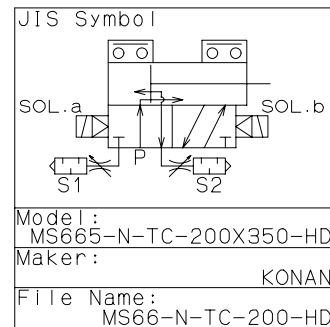 JIS Symbol
SOL.a
SOL.b
P
S1
S2
Model:
MS665-N-TC-200X350-HD
Maker:
KONAN
File Name:
MS66-N-TC-200-HD